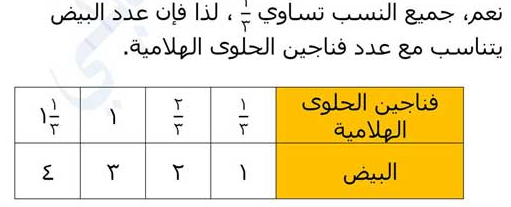 نعم، جميع النسب تساوي ١/٣ ، لذا فإن عدد البيض
يتناسب مع عدد فناجين الحلوى الهلامية.
فناجين الحلوى الهلامية ١/٣ ٢/٣ ١ ١ ١/٣
البيض ١ ٢ ٣ ٤